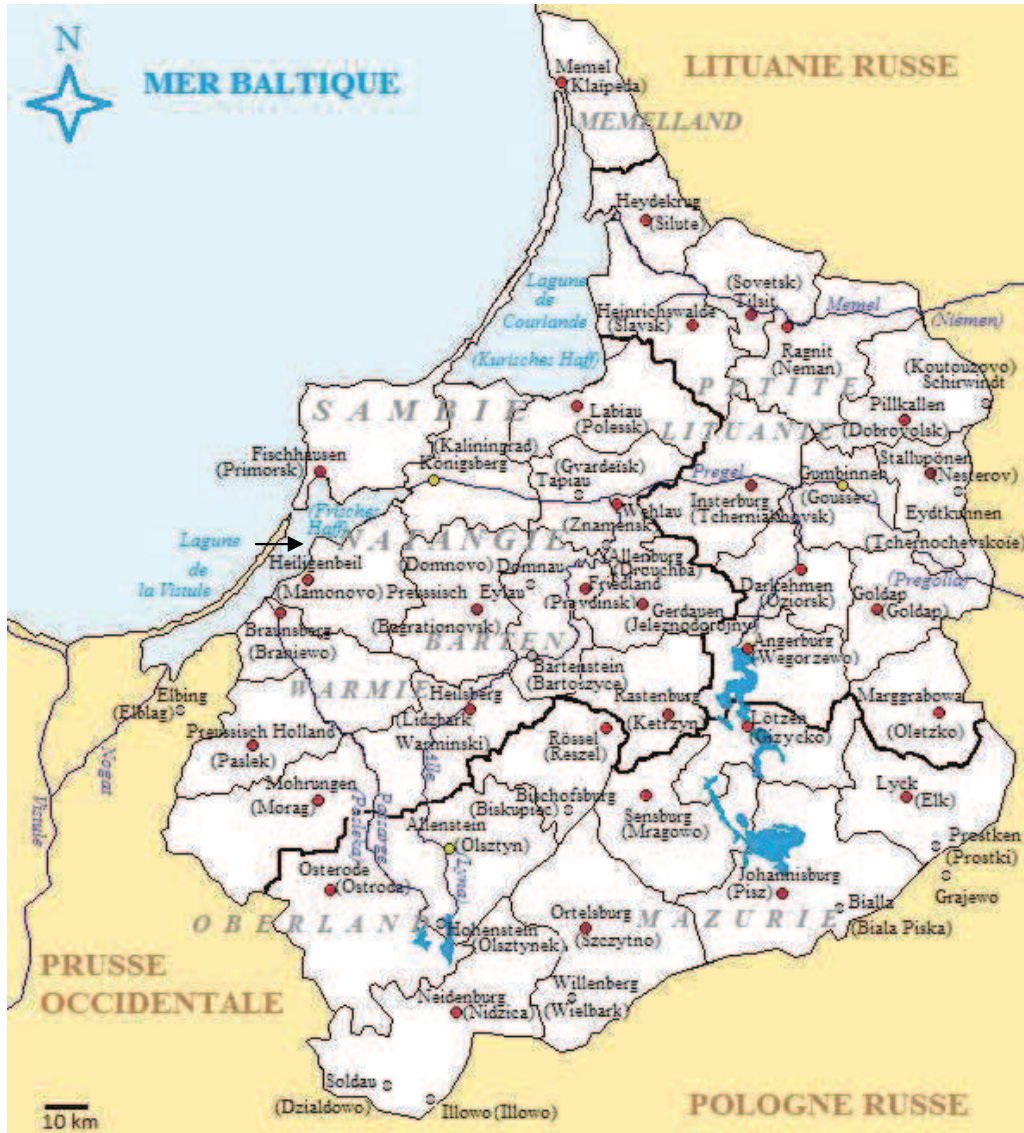 N
MER BALTIQUE
LITUANIE RUSSE
Memel
(Klaipeda)
MEMELLAND
Heydekrug
(Silute)
Lagune
de
Courlande
(Kurisches Haff)
(Sovetsk)
Tilsit
Heinrichswalde
(Slavsk)
Memel
(Niémen)
Ragnit
(Neman)
(Koutouzovo)
Schirwindt
PETITE
LITUANIE
Pillkallen
(Dobrovolsk)
SAMBIE
Labiau
(Polessk)
(Kaliningrad)
Königsberg
Fischhausen
(Primorsk)
(Gvardeisk)
Tapiau
Pregel
Gumbinnen
(Goussev)
Stallupönen
(Nesterov)
Insterburg
(Tcherniakhovsk)
Wehlau
(Znamensk)
Eydtkuhnen
(Tchernochevskoie)
(Frisches
Haff)
Lagune
de
la Vistule
NATANGIE
Heiligenbeil
(Mamonovo)
(Domnovo)
Domnau
Allenburg
(Droujba)
Friedland
(Pravdinsk)
Darkehmen
(Oziorsk)
(Pregolia)
Goldap
(Goldap)
Preussisch Eylau
(Bagrationovsk)
Gerdauen
(Jeleznodorojny)
Braunsberg
(Braniewo)
BARTEN
Angerburg
(Wegorzewo)
Bartenstein
(Bartoszyce)
WARMIE
Elbing
(Elblag)
Heilsberg
(Lidzbark
Warminski)
Rastenburg
(Ketrzyn)
Marggrabowa
(Oletzko)
Lötzen
(Gizycko)
Rössel
(Reszel)
Preussisch Holland
(Paslek)
Nogat
Vistule
Alle
Mohrungen
(Morag)
Passarge
Bischofsburg
(Biskupiec)
Sensburg
(Mragowo)
Lyck
(Elk)
Allenstein
(Olsztyn)
Lyna
Prostken
(Prostki)
Grajewo
Osterode
(Ostroda)
Johannisburg
(Pisz)
Bialla
(Biala Piska)
OBERLAND
Hohenstein
(Olsztynek)
Ortelsburg
(Szczytno)
MAZURIE
PRUSSE
OCCIDENTALE
Neidenburg
(Nidzica)
Willenberg
(Wielbark)
Soldau
(Dzialdowo)
Illowo (Illowo)
POLOGNE RUSSE
10 km